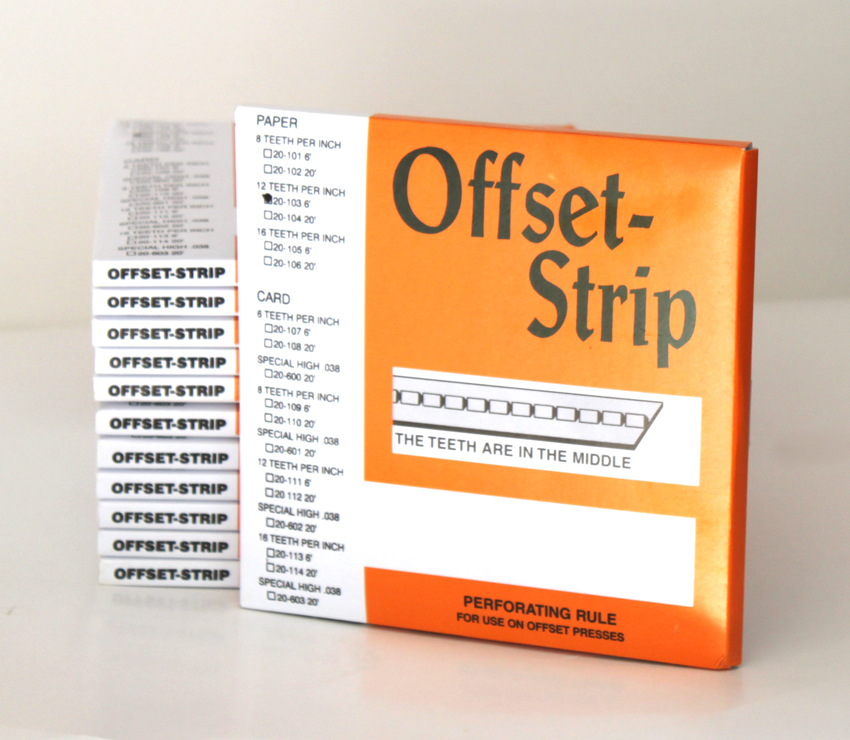 PAPER
8 TEETH PER INCH
20-101 6'
20-102 20'
12 TEETH PER INCH
20-103 6'
20-104 20'
16 TEETH PER INCH
20-105 6'
20-106 20'
CARD
6 TEETH PER INCH
20-107 6'
20-108 20'
SPECIAL HIGH .038
20-600 20'
8 TEETH PER INCH
20-109 6'
20-110 20'
SPECIAL HIGH .038
20-601 20'
12 TEETH PER INCH
20-111 6'
20 112 20'
SPECIAL HIGH .038
20-602 20'
16 TEETH PER INCH
20-113 6'
20-114 20'
SPECIAL HIGH .038
20-603 20'
Offset-
Strip
THE TEETH ARE IN THE MIDDLE
PERFORATING RULE
FOR USE ON OFFSET PRESSES
SPECIAL HIGH .038
20-603 20'
OFFSET-STRIP
OFFSET-STRIP
OFFSET-STRIP
OFFSET-STRIP
OFFSET-STRIP
OFFSET-STRIP
OFFSET-STRIP
OFFSET-STRIP
OFFSET-STRIP
OFFSET-STRIP
OFFSET-STRIP